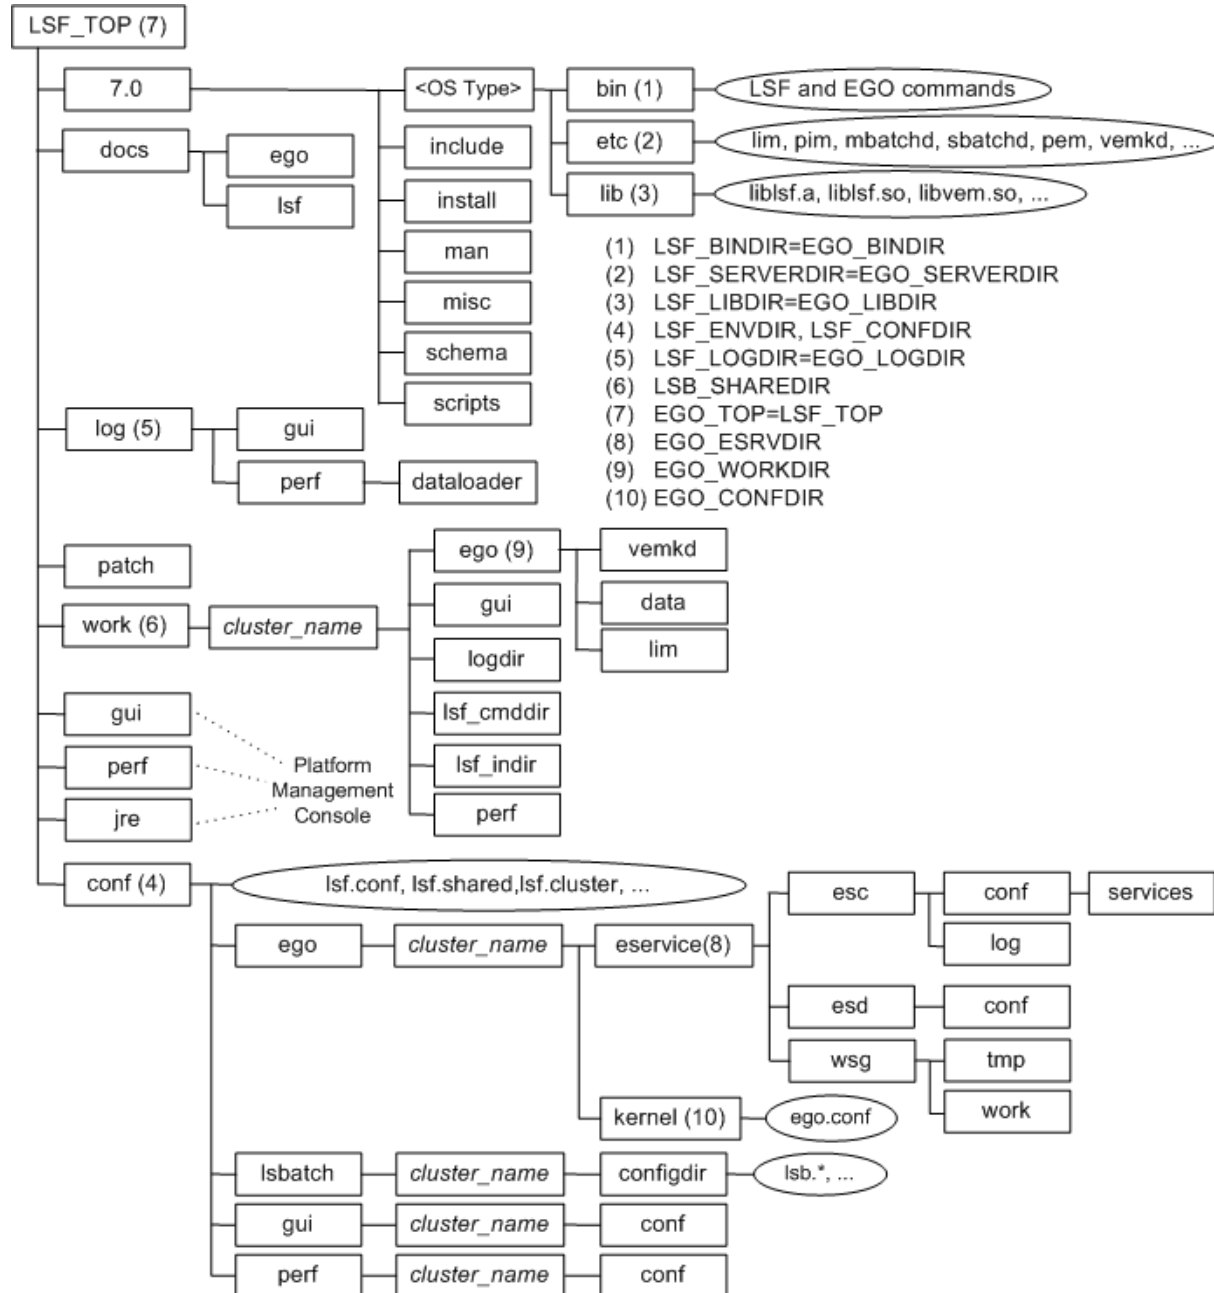 LSF_TOP (7)
7.0
<OS Type>
bin (1)
LSF and EGO commands
docs
ego
include
etc (2)
lim, pim, mbatchd, sbatchd, pem, vemkd, ...
lsf
install
lib (3)
liblsf.a, liblsf.so, libvem.so, ...
man
misc
schema
scripts
(1) LSF_BINDIR=EGO_BINDIR
(2) LSF_SERVERDIR=EGO_SERVERDIR
(3) LSF_LIBDIR=EGO_LIBDIR
(4) LSF_ENVDIR, LSF_CONFDIR
(5) LSF_LOGDIR=EGO_LOGDIR
(6) LSB_SHAREDIR
(7) EGO_TOP=LSF_TOP
(8) EGO_ESRVDIR
(9) EGO_WORKDIR
(10) EGO_CONFDIR
log (5)
gui
perf
dataloader
patch
work (6)
cluster_name
ego (9)
vemkd
gui
data
logdir
lim
lsf_cmddir
lsf_indir
perf
gui
perf
jre
Platform
Management
Console
conf (4)
lsf.conf, lsf.shared,lsf.cluster, ...
ego
cluster_name
eservice(8)
esc
conf
services
log
esd
conf
wsg
tmp
work
kernel (10)
ego.conf
lsbatch
cluster_name
configdir
lsb.*, ...
gui
cluster_name
conf
perf
cluster_name
conf